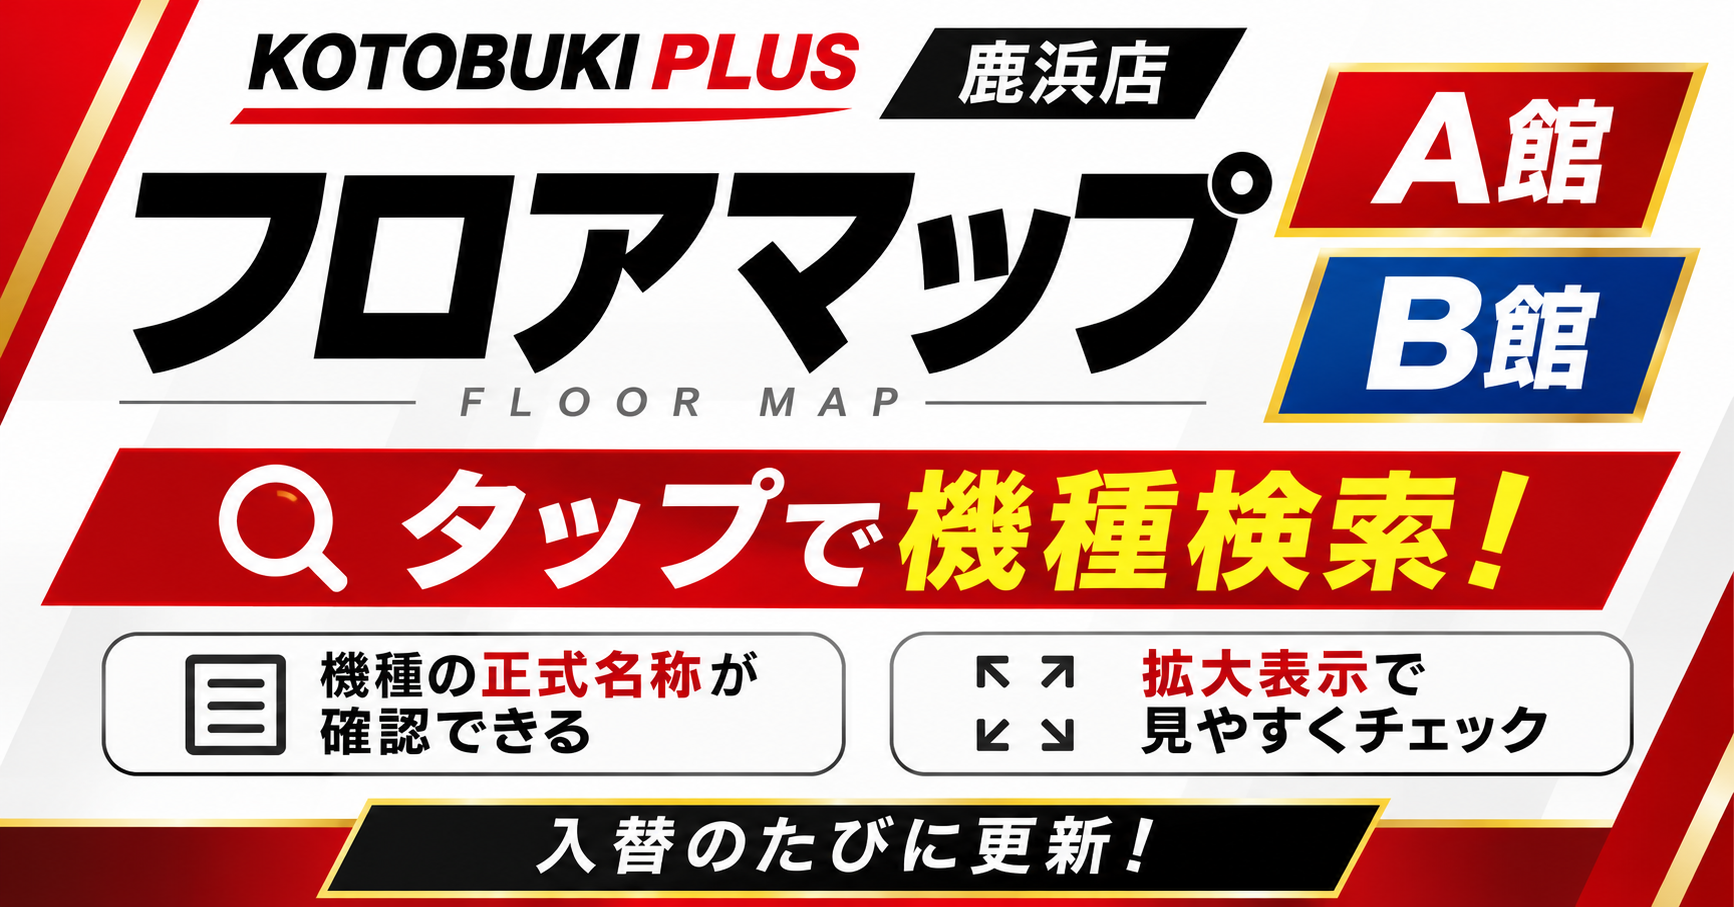 KOTOBUKI PLUS
鹿浜店
A館
フロアマップ
B館
FLOOR MAP
タップで機種検索!
機種の正式名称が
確認できる
拡大表示で
見やすくチェック
入替のたびに更新!